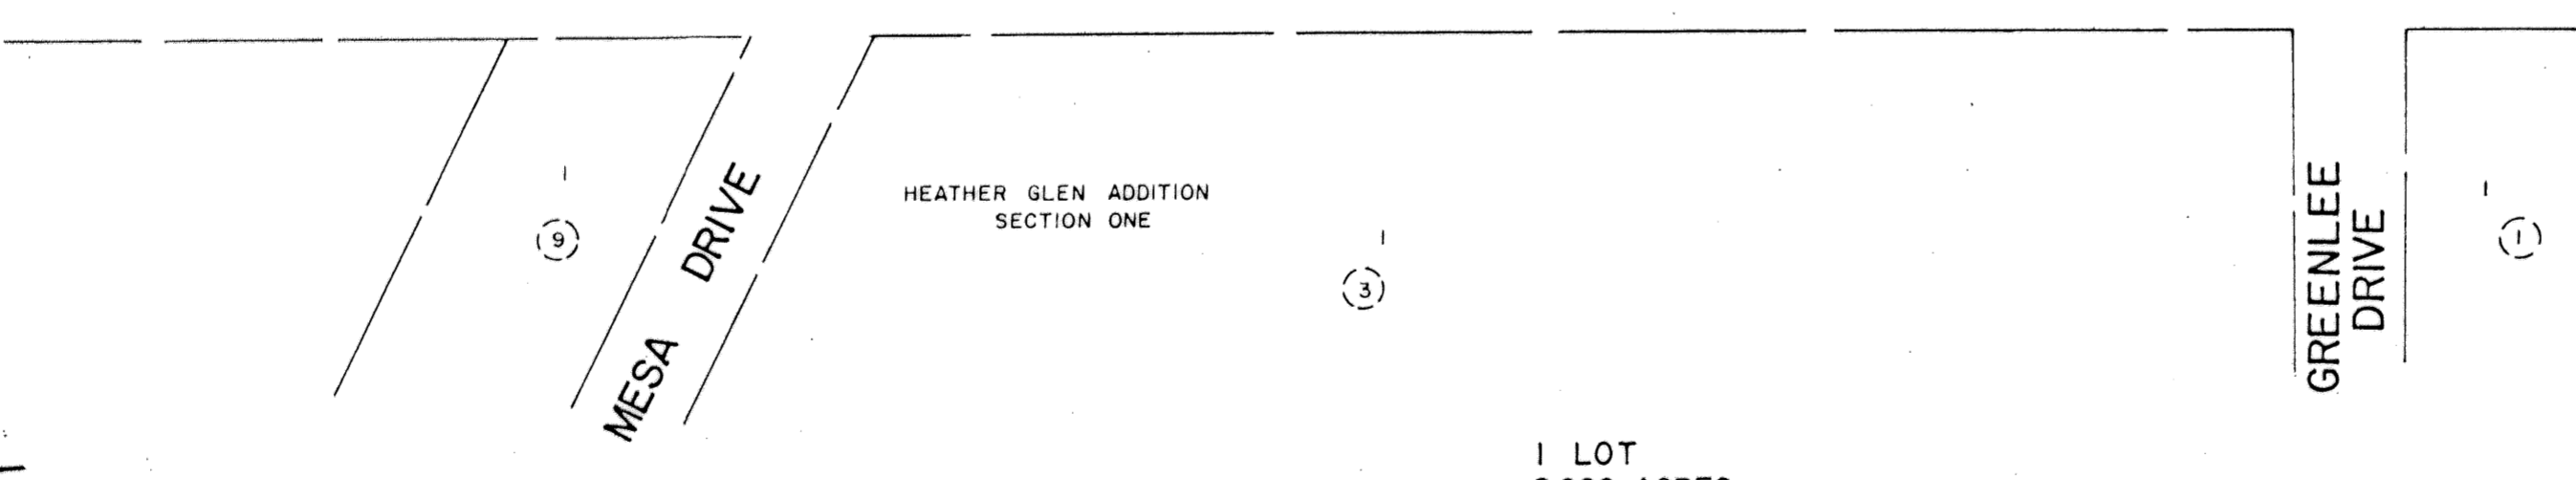 1
9
MESA DRIVE
HEATHER GLEN ADDITION
SECTION ONE
1
3
GREENLEE
DRIVE
1
1
1 LOT